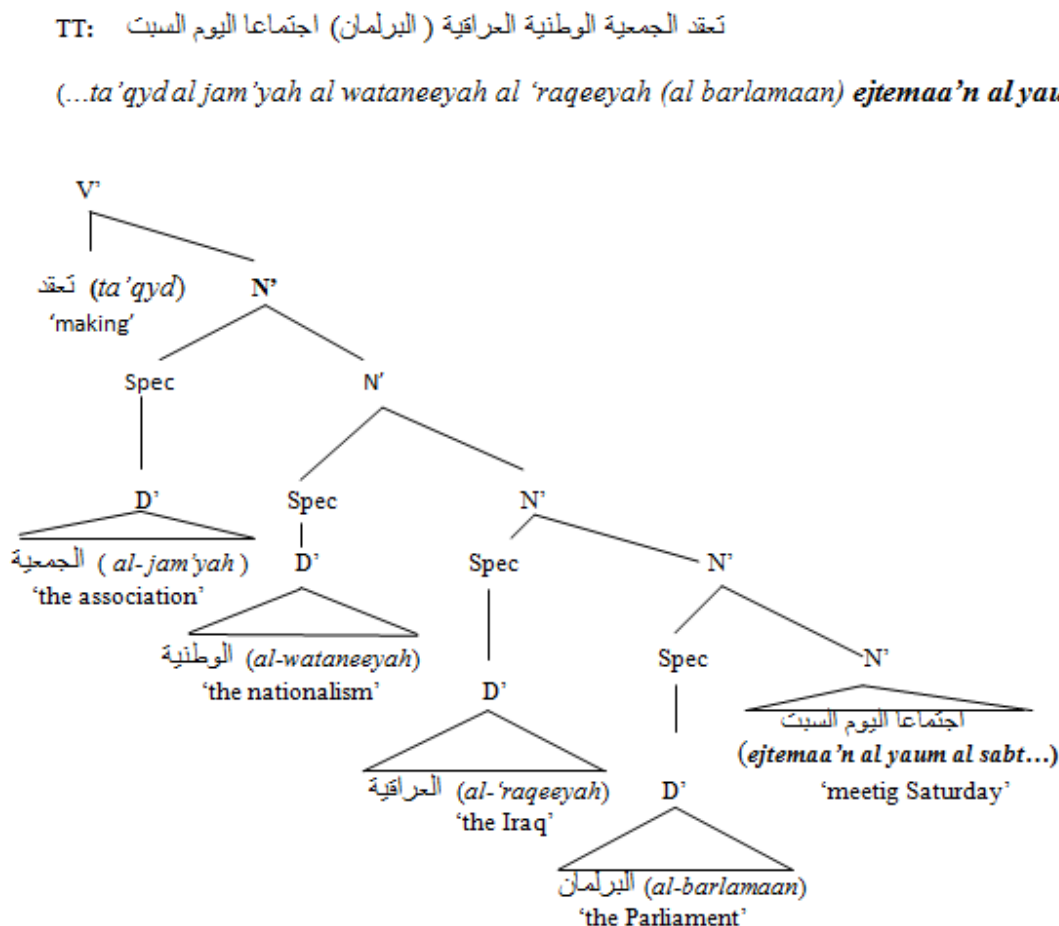 TT: تعقد الجمعية الوطنية العراقية ( البرلمان) اجتماعا اليوم السبت
(...ta’qyd al jam’yah al wataneeyah al ‘raqeeyah (al barlamaan) ejtemaa’n al yau
V’
تعقد (ta’qyd) N’
‘making’
Spec N’
D’ Spec N’
الجمعية ( al-jam’yah ) D’ Spec N’
‘the association’
الوطنية (al-wataneeyah) Spec N’
‘the nationalism’ D’
اجتماعا اليوم السبت
(ejtemaa’n al yaum al sabt...)
العراقية (al-‘raqeeyah) D’ ‘meetig Saturday’
‘the Iraq’
البرلمان (al-barlamaan)
‘the Parliament’